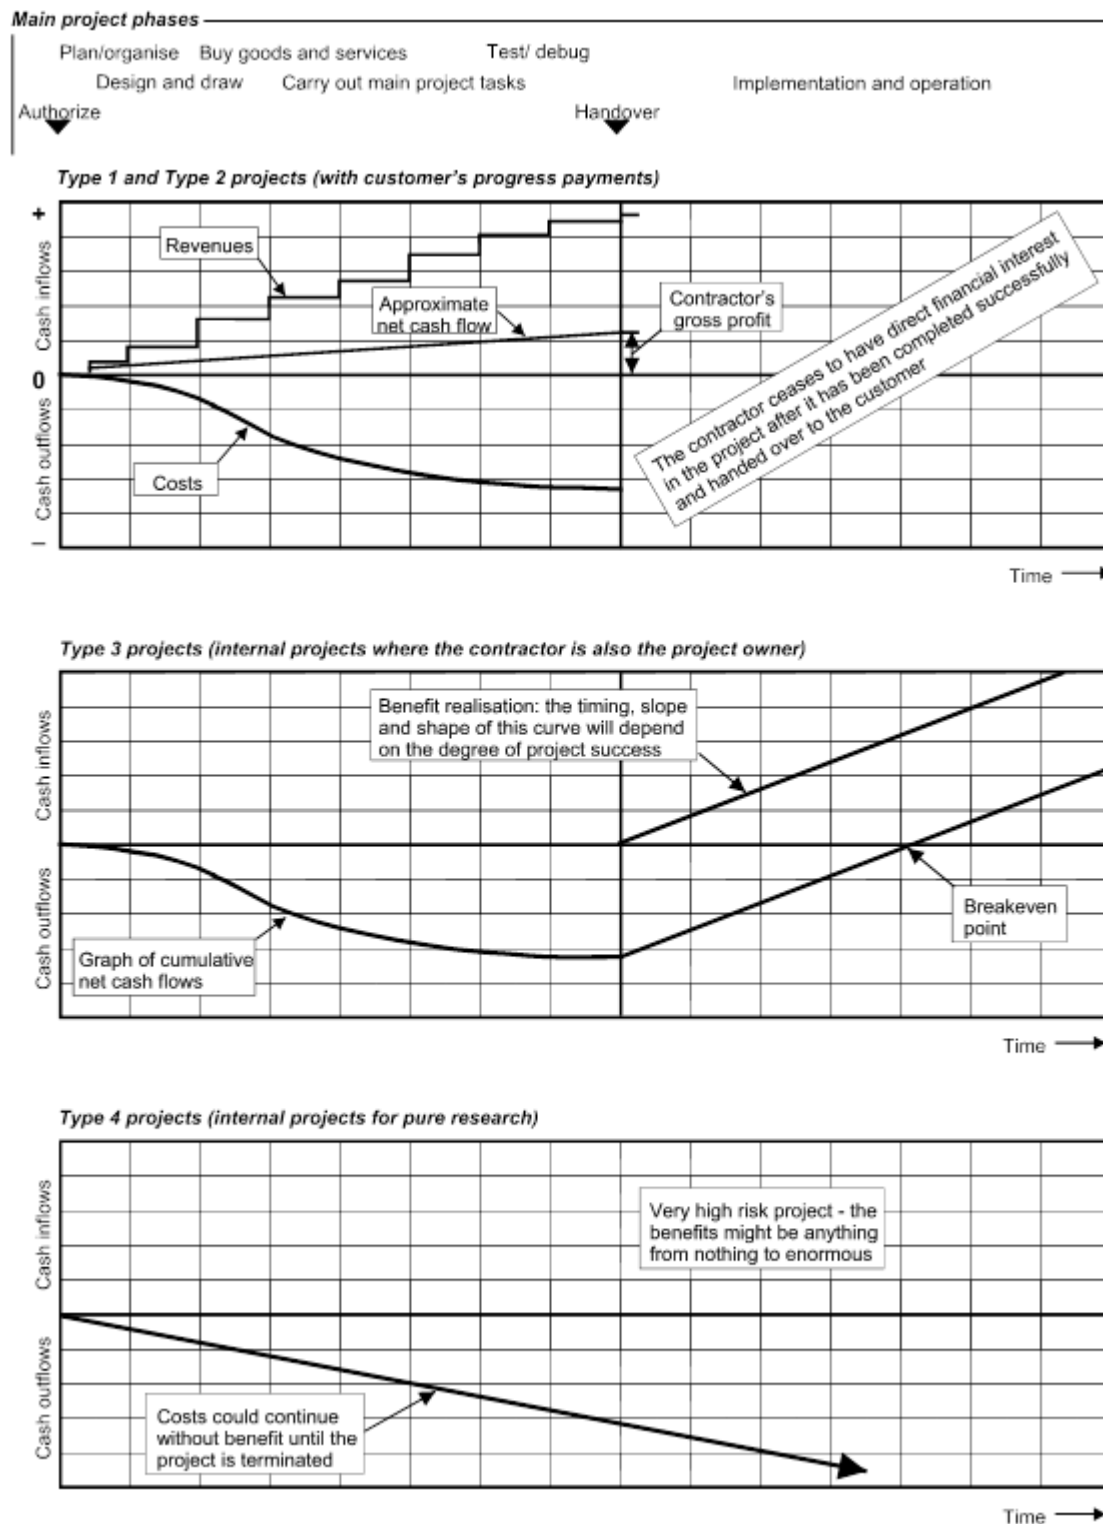 Main project phases
Plan/organise Buy goods and services Test/ debug
Design and draw Carry out main project tasks Implementation and operation
Authorize Handover
Type 1 and Type 2 projects (with customer's progress payments)
+
Cash inflows
0
Cash outflows
–
Revenues
Approximate
net cash flow
Contractor's
gross profit
Costs
The contractor ceases to have direct financial interest
in the project after it has been completed successfully
and handed over to the customer
Time
Type 3 projects (internal projects where the contractor is also the project owner)
Cash inflows
Cash outflows
Benefit realisation: the timing, slope
and shape of this curve will depend
on the degree of project success
Breakeven
point
Graph of cumulative
net cash flows
Time
Type 4 projects (internal projects for pure research)
Cash inflows
Cash outflows
Very high risk project - the
benefits might be anything
from nothing to enormous
Costs could continue
without benefit until the
project is terminated
Time